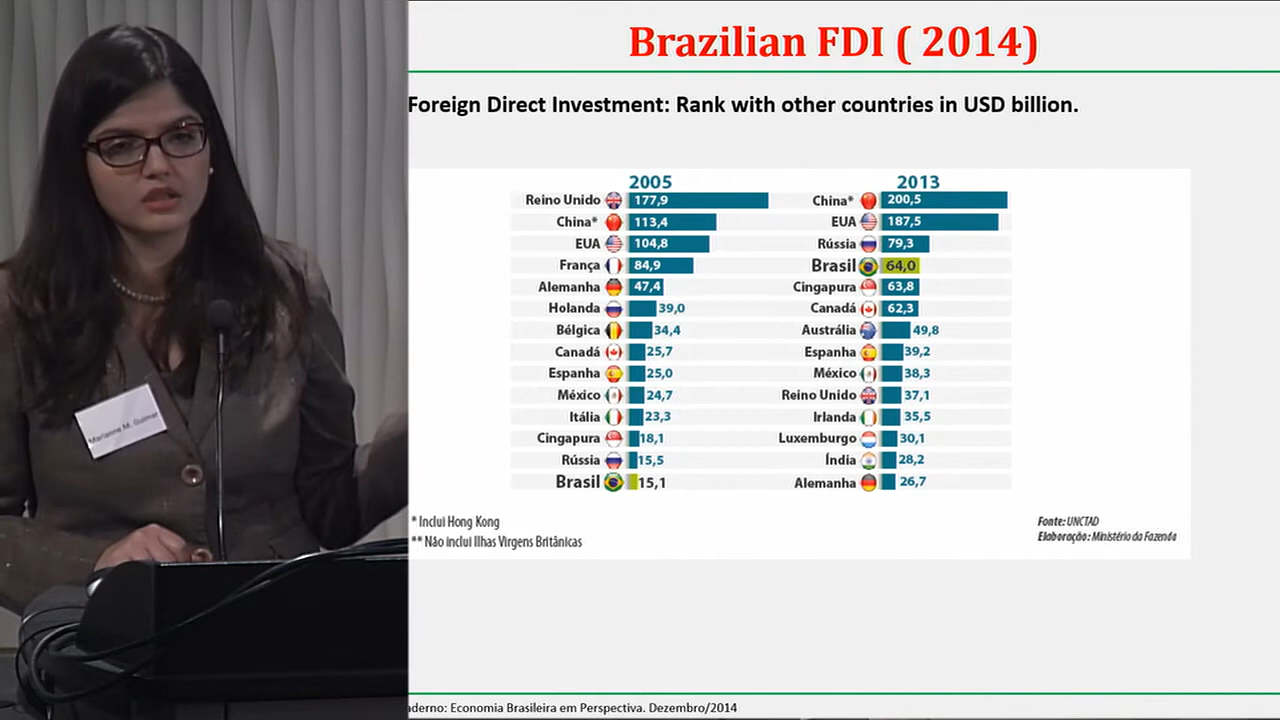 Brazilian FDI ( 2014)
Foreign Direct Investment: Rank with other countries in USD billion.
2005
Reino Unido 177,9
China* 113,4
EUA 104,8
França 84,9
Alemanha 47,4
Holanda 39,0
Bélgica 34,4
Canadá 25,7
Espanha 25,0
México 24,7
Itália 23,3
Cingapura 18,1
Rússia 15,5
Brasil 15,1
2013
China* 200,5
EUA 187,5
Rússia 79,3
Brasil 64,0
Cingapura 63,8
Canadá 62,3
Austrália 49,8
Espanha 39,2
México 38,3
Reino Unido 37,1
Irlanda 35,5
Luxemburgo 30,1
Índia 28,2
Alemanha 26,7
* Inclui Hong Kong
** Não inclui Ilhas Virgens Britânicas
Fonte: UNCTAD
Elaboração: Ministério da Fazenda
aderno: Economia Brasileira em Perspectiva. Dezembro/2014
Marianne M.